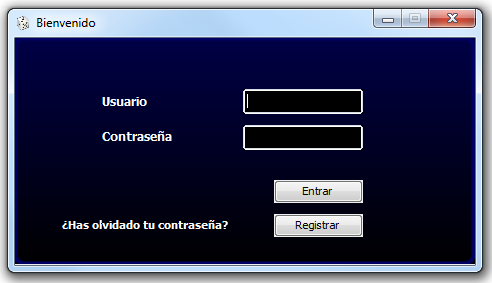 Bienvenido
Usuario
Contraseña
Entrar
¿Has olvidado tu contraseña? Registrar